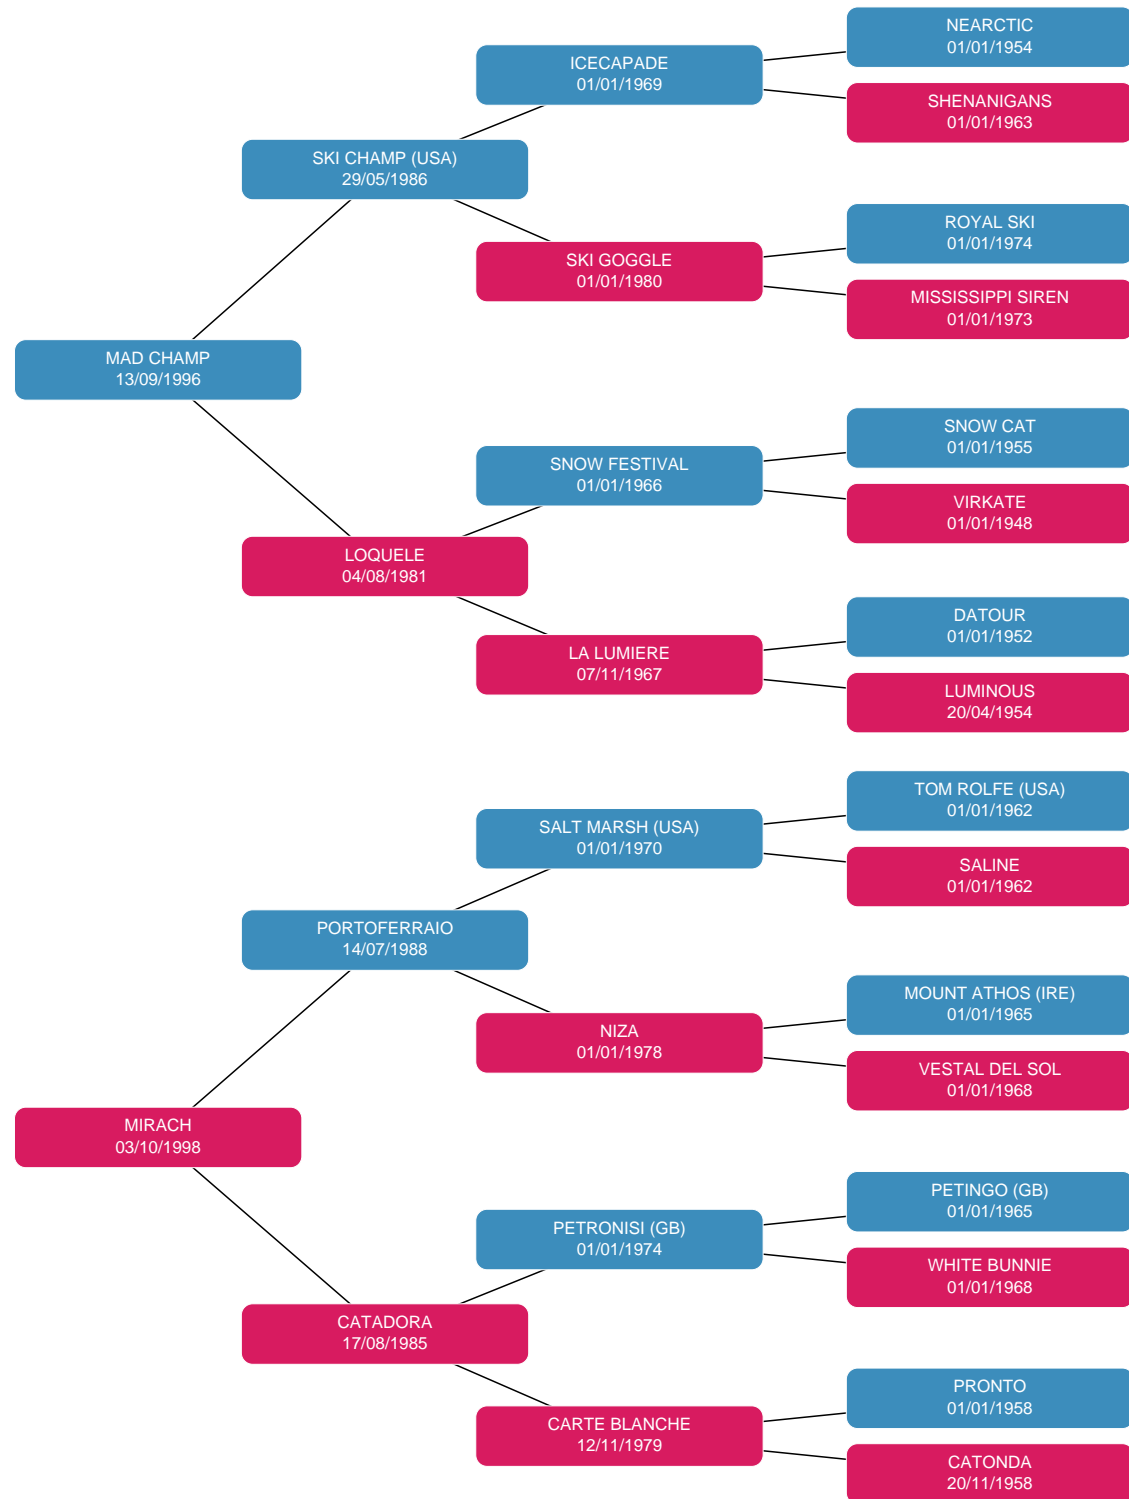 NEARCTIC
01/01/1954
ICECAPADE
01/01/1969
SHENANIGANS
01/01/1963
SKI CHAMP (USA)
29/05/1986
ROYAL SKI
01/01/1974
SKI GOGGLE
01/01/1980
MISSISSIPPI SIREN
01/01/1973
MAD CHAMP
13/09/1996
SNOW CAT
01/01/1955
SNOW FESTIVAL
01/01/1966
VIRKATE
01/01/1948
LOQUELE
04/08/1981
DATOUR
01/01/1952
LA LUMIERE
07/11/1967
LUMINOUS
20/04/1954
TOM ROLFE (USA)
01/01/1962
SALT MARSH (USA)
01/01/1970
SALINE
01/01/1962
PORTOFERRAIO
14/07/1988
MOUNT ATHOS (IRE)
01/01/1965
NIZA
01/01/1978
VESTAL DEL SOL
01/01/1968
MIRACH
03/10/1998
PETINGO (GB)
01/01/1965
PETRONISI (GB)
01/01/1974
WHITE BUNNIE
01/01/1968
CATADORA
17/08/1985
PRONTO
01/01/1958
CARTE BLANCHE
12/11/1979
CATONDA
20/11/1958